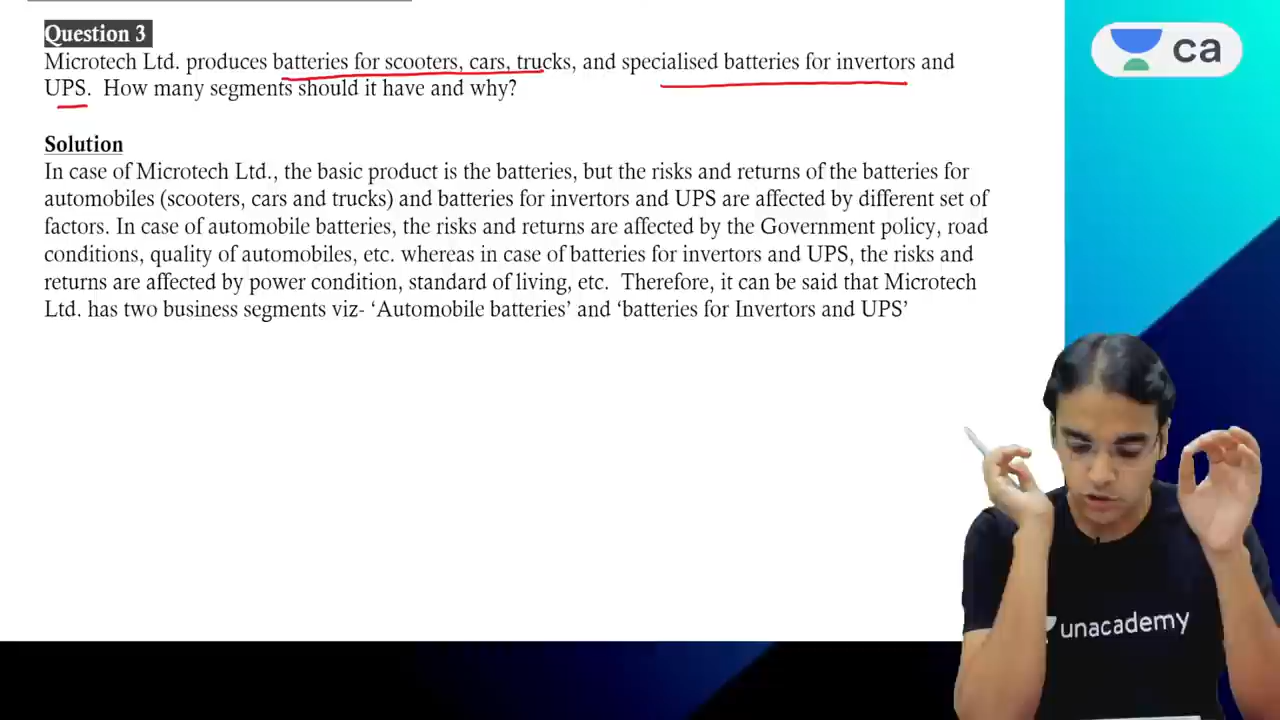 Question 3
Microtech Ltd. produces batteries for scooters, cars, trucks, and specialised batteries for invertors and
UPS. How many segments should it have and why?
Solution
In case of Microtech Ltd., the basic product is the batteries, but the risks and returns of the batteries for
automobiles (scooters, cars and trucks) and batteries for invertors and UPS are affected by different set of
factors. In case of automobile batteries, the risks and returns are affected by the Government policy, road
conditions, quality of automobiles, etc. whereas in case of batteries for invertors and UPS, the risks and
returns are affected by power condition, standard of living, etc. Therefore, it can be said that Microtech
Ltd. has two business segments viz- ‘Automobile batteries’ and ‘batteries for Invertors and UPS’
ca
unacademy